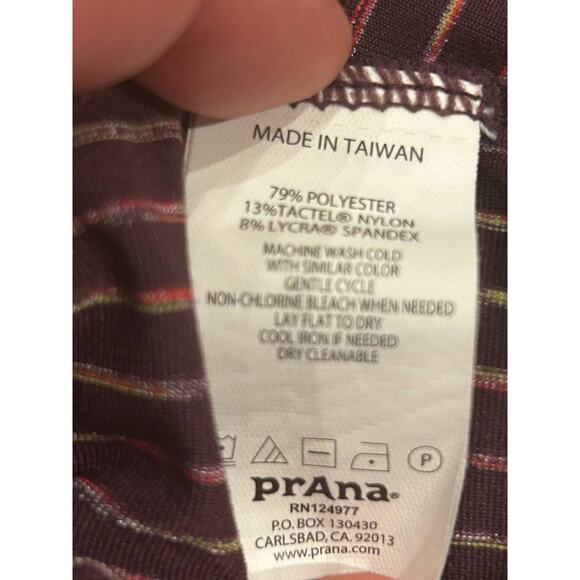 MADE IN TAIWAN
79% POLYESTER
13%TACTEL® NYLON
8% LYCRA® SPANDEX
MACHINE WASH COLD
WITH SIMILAR COLOR
GENTLE CYCLE
NON-CHLORINE BLEACH WHEN NEEDED
LAY FLAT TO DRY
COOL IRON IF NEEDED
DRY CLEANABLE
P
prAna®
RN124977
P.O. BOX 130430
CARLSBAD, CA. 92013
www.prana.com